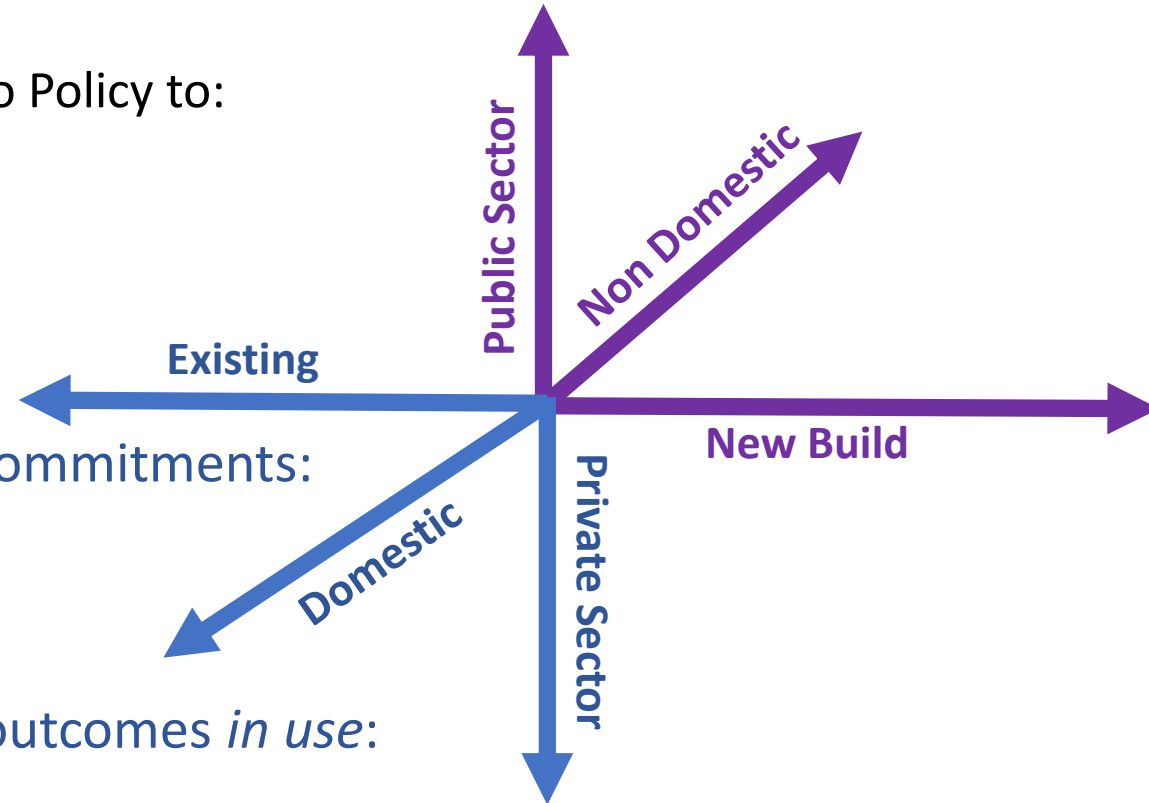 o Policy to:
Public Sector
Non Domestic
Existing
New Build
ommitments:
Private Sector
Domestic
outcomes in use: